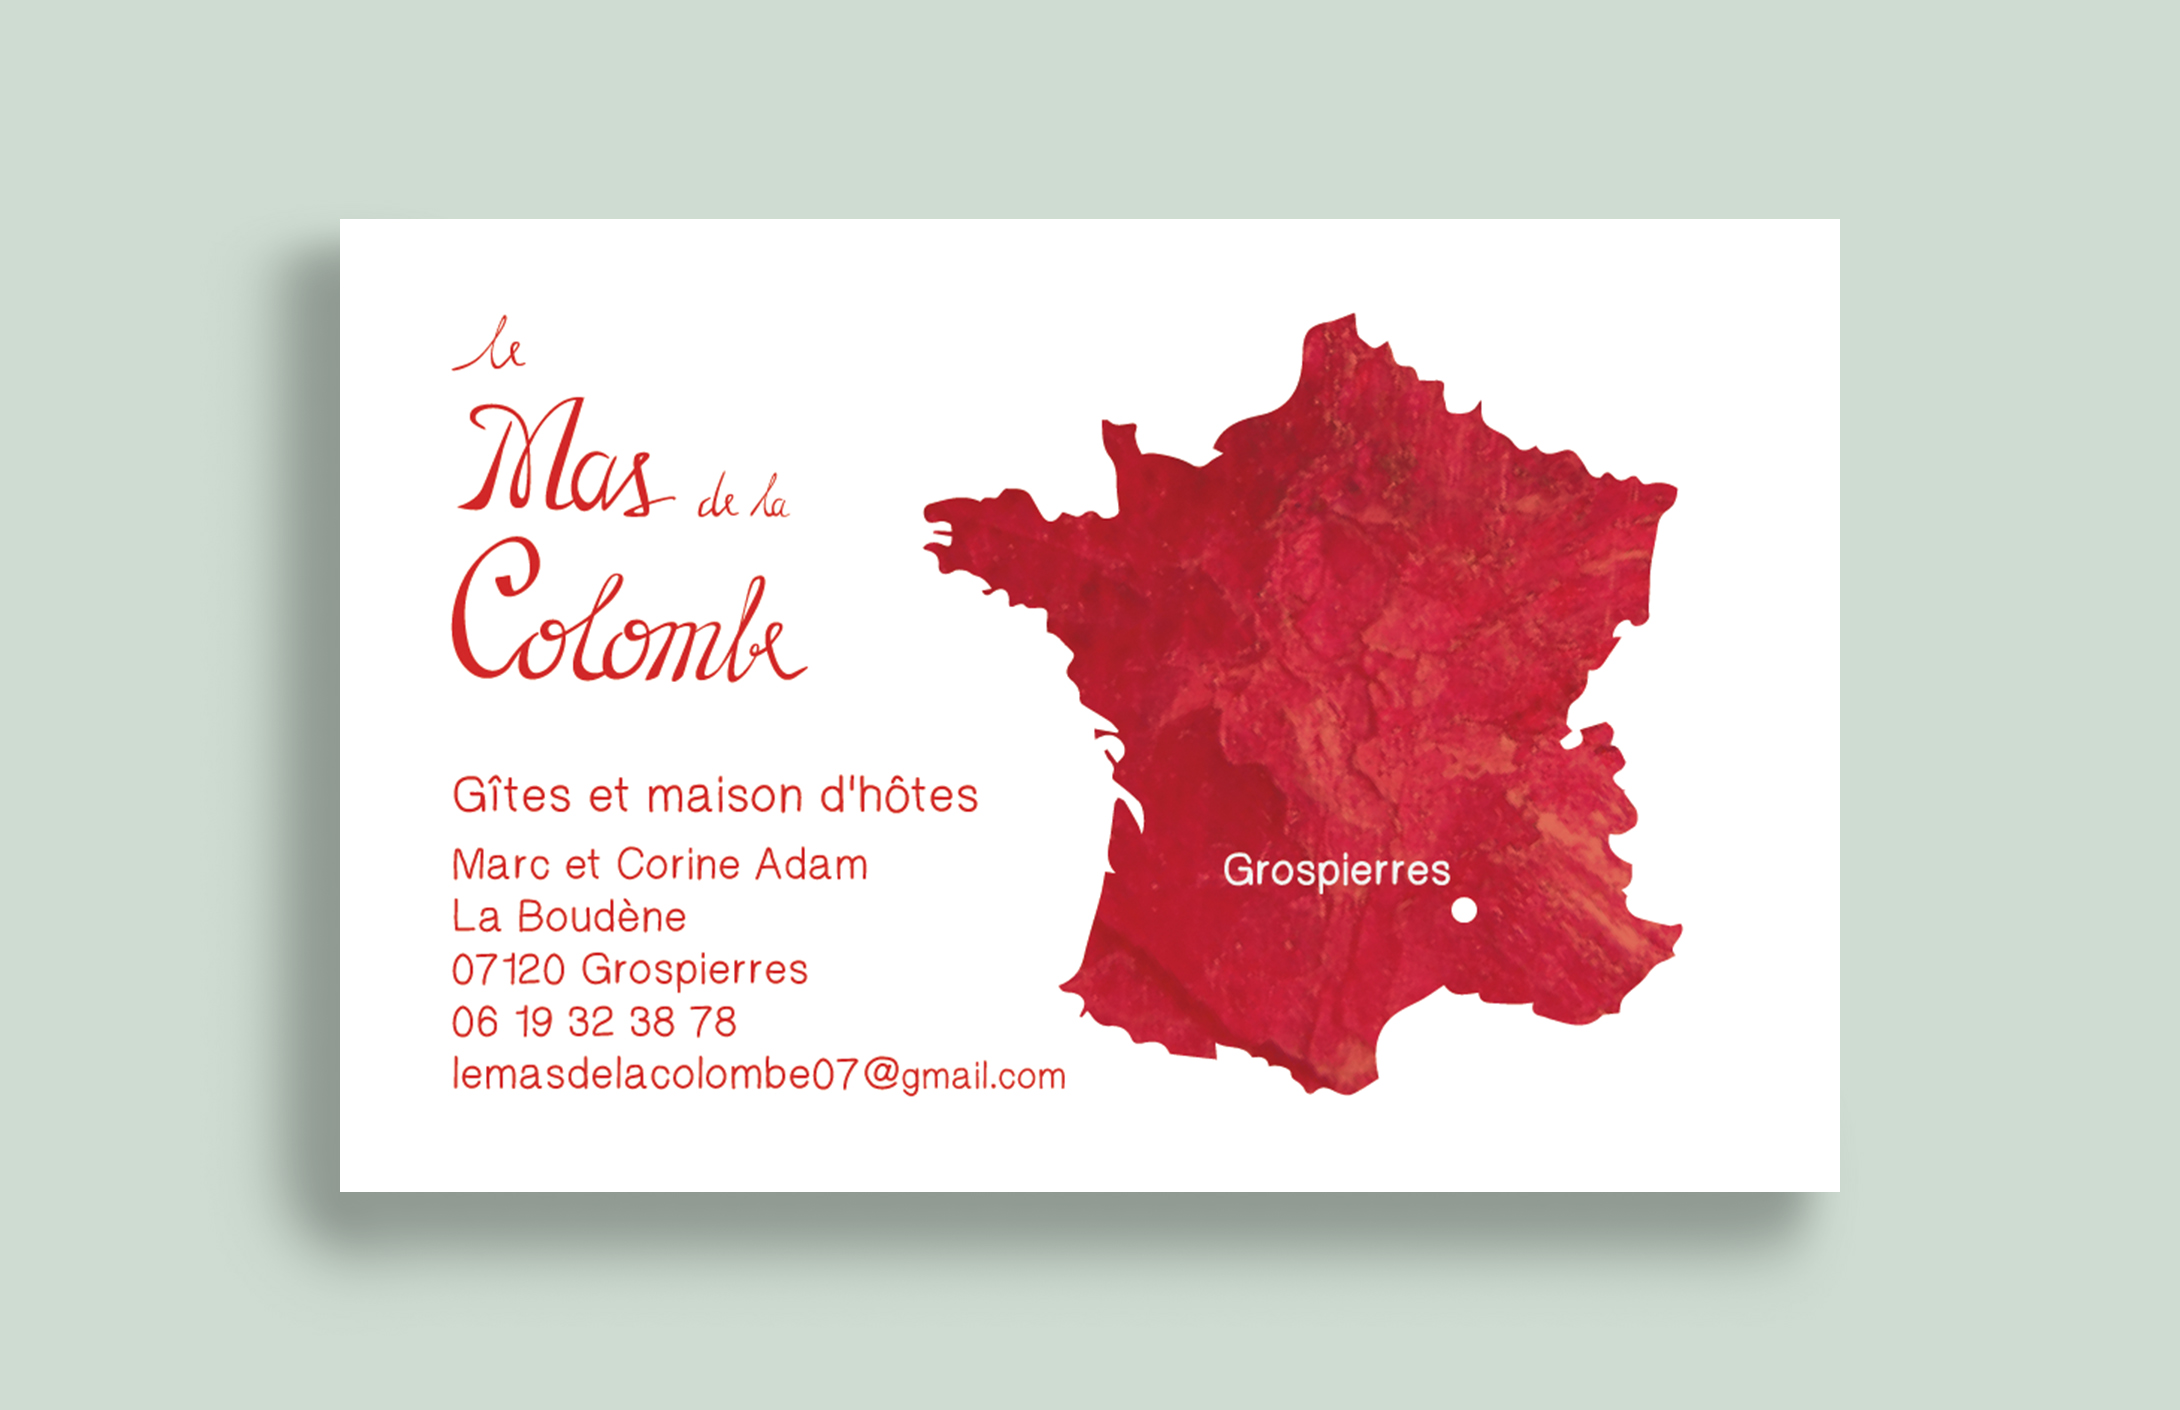 le
Mas de la
Colombe
Gîtes et maison d'hôtes
Marc et Corine Adam
La Boudène
07120 Grospierres
06 19 32 38 78
lemasdelacolombe07@gmail.com
Grospierres